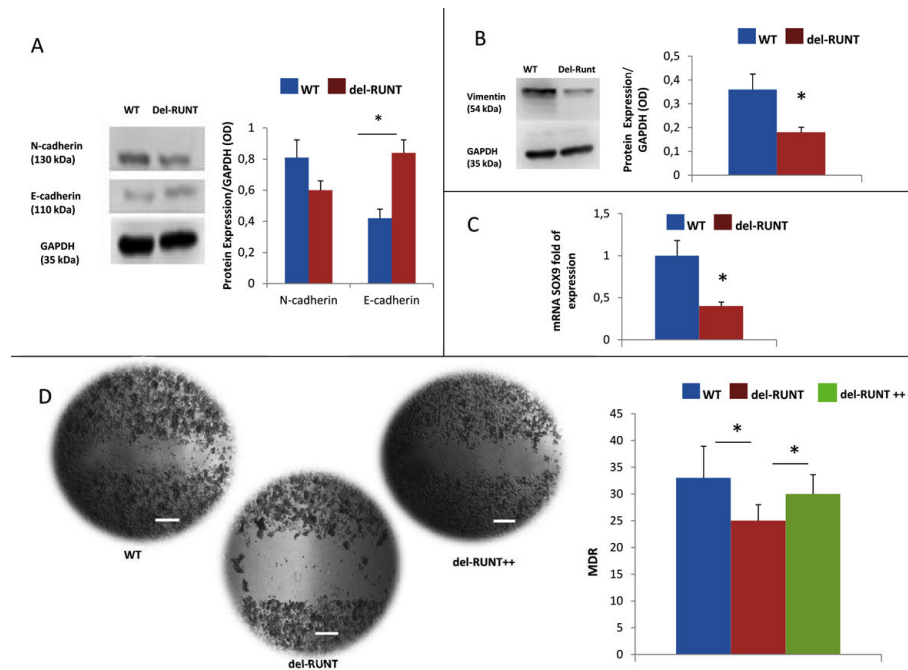 A
WT
Del-RUNT
N-cadherin
(130 kDa)
E-cadherin
(110 kDa)
GAPDH
(35 kDa)
WT
del-RUNT
Protein Expression/GAPDH (OD)
1
0,8
0,6
0,4
0,2
0
*
N-cadherin
E-cadherin
B
WT
Del-Runt
Vimentin
(54 kDa)
GAPDH
(35 kDa)
WT
del-RUNT
Protein Expression/
GAPDH (OD)
0,5
0,4
0,3
0,2
0,1
0
*
C
WT
del-RUNT
mRNA SOX9 fold of
expression
1,5
1
0,5
0
*
D
WT
del-RUNT
del-RUNT++
WT
del-RUNT
del-RUNT ++
MDR
45
40
35
30
25
20
15
10
5
0
*
*